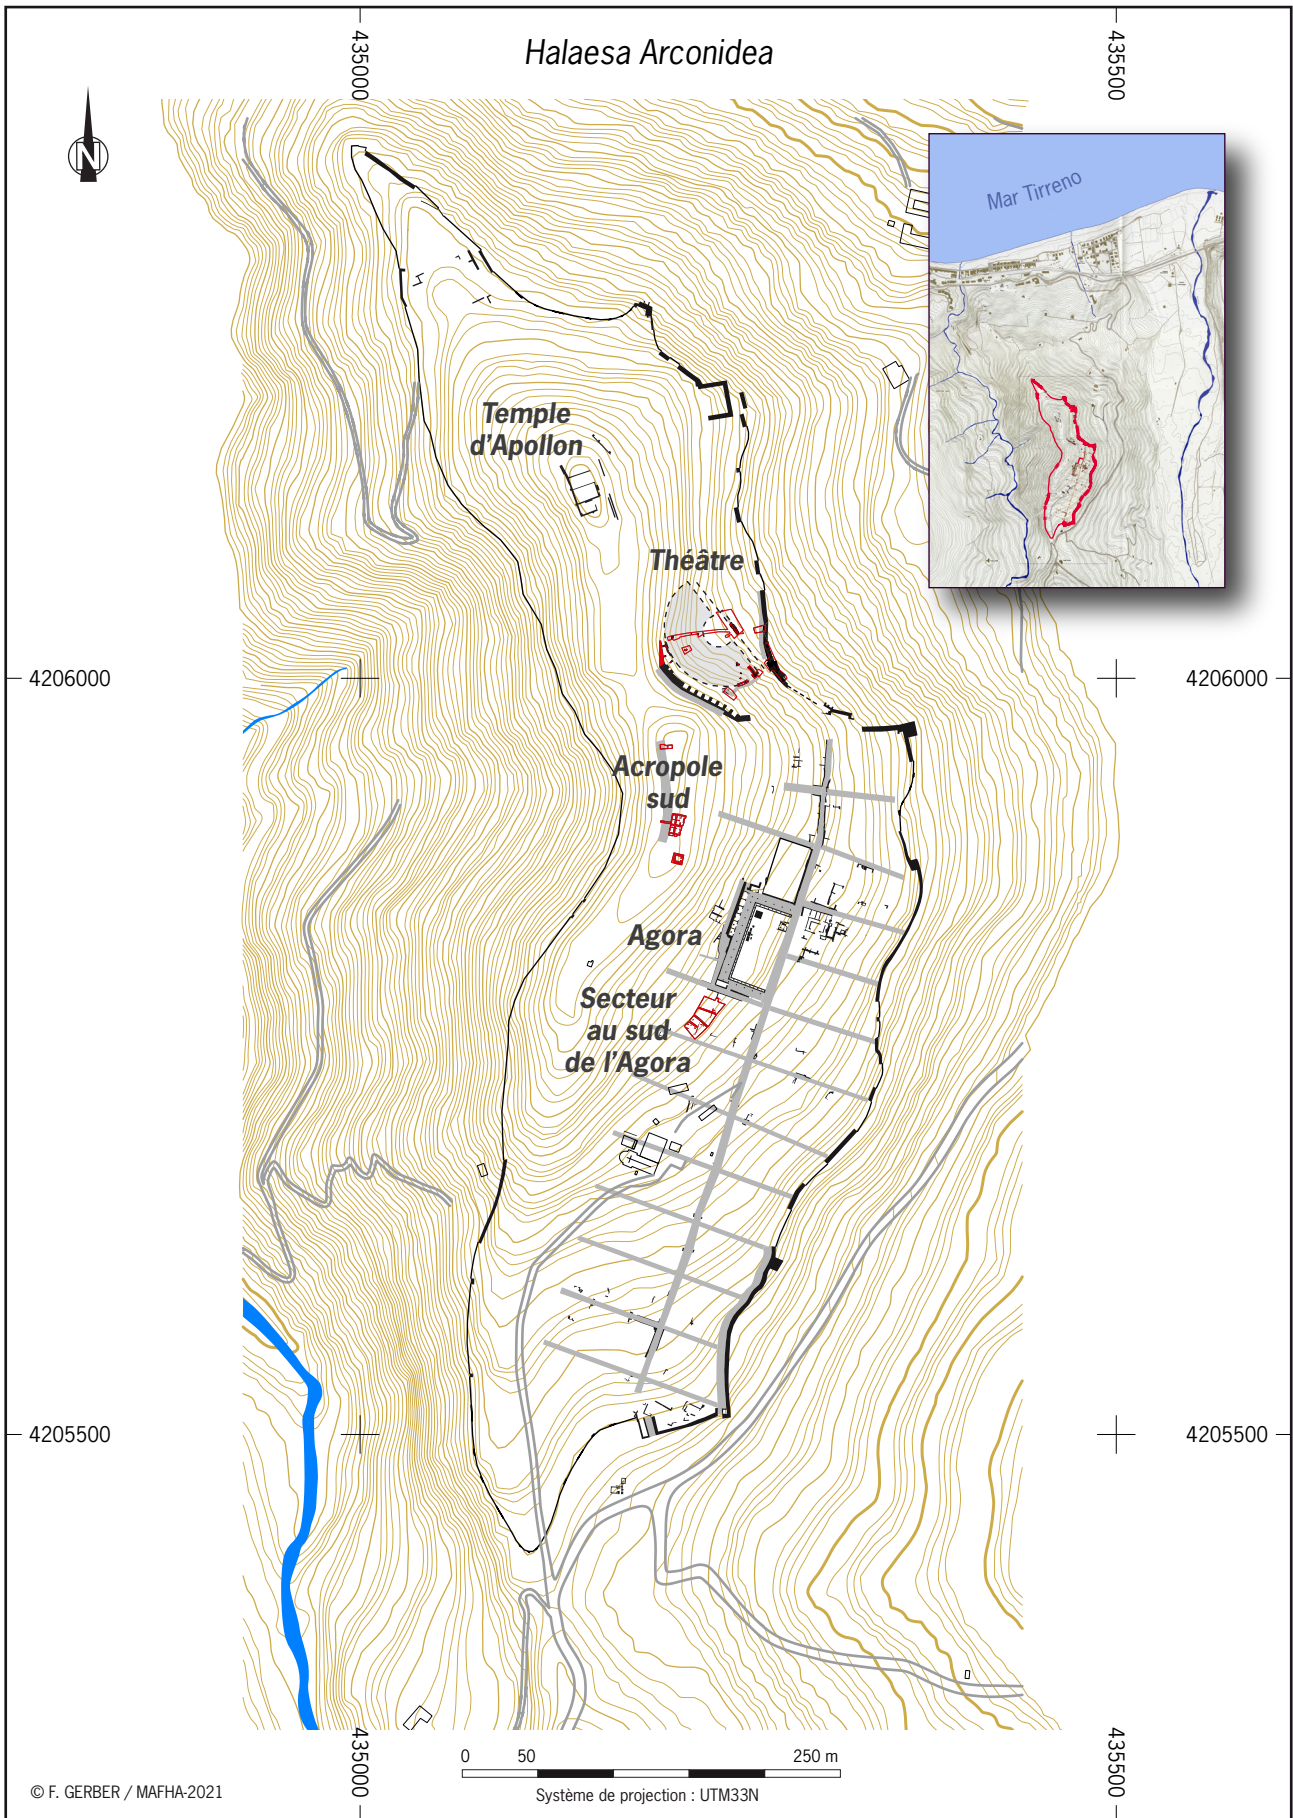 435000
435500
Halaesa Arconidea
N
Mar Tirreno
Temple
d'Apollon
Théâtre
4206000
4206000
Acropole
sud
Agora
Secteur
au sud
de l'Agora
4205500
4205500
435000
435500
0 50 250 m
Système de projection : UTM33N
© F. GERBER / MAFHA-2021